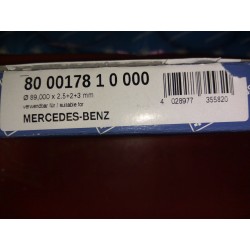 80 00178 1 0 000
Ø 89,000 x 2.5+2+3 mm
verwendbar für / suitable for
MERCEDES-BENZ
4 028977 355820